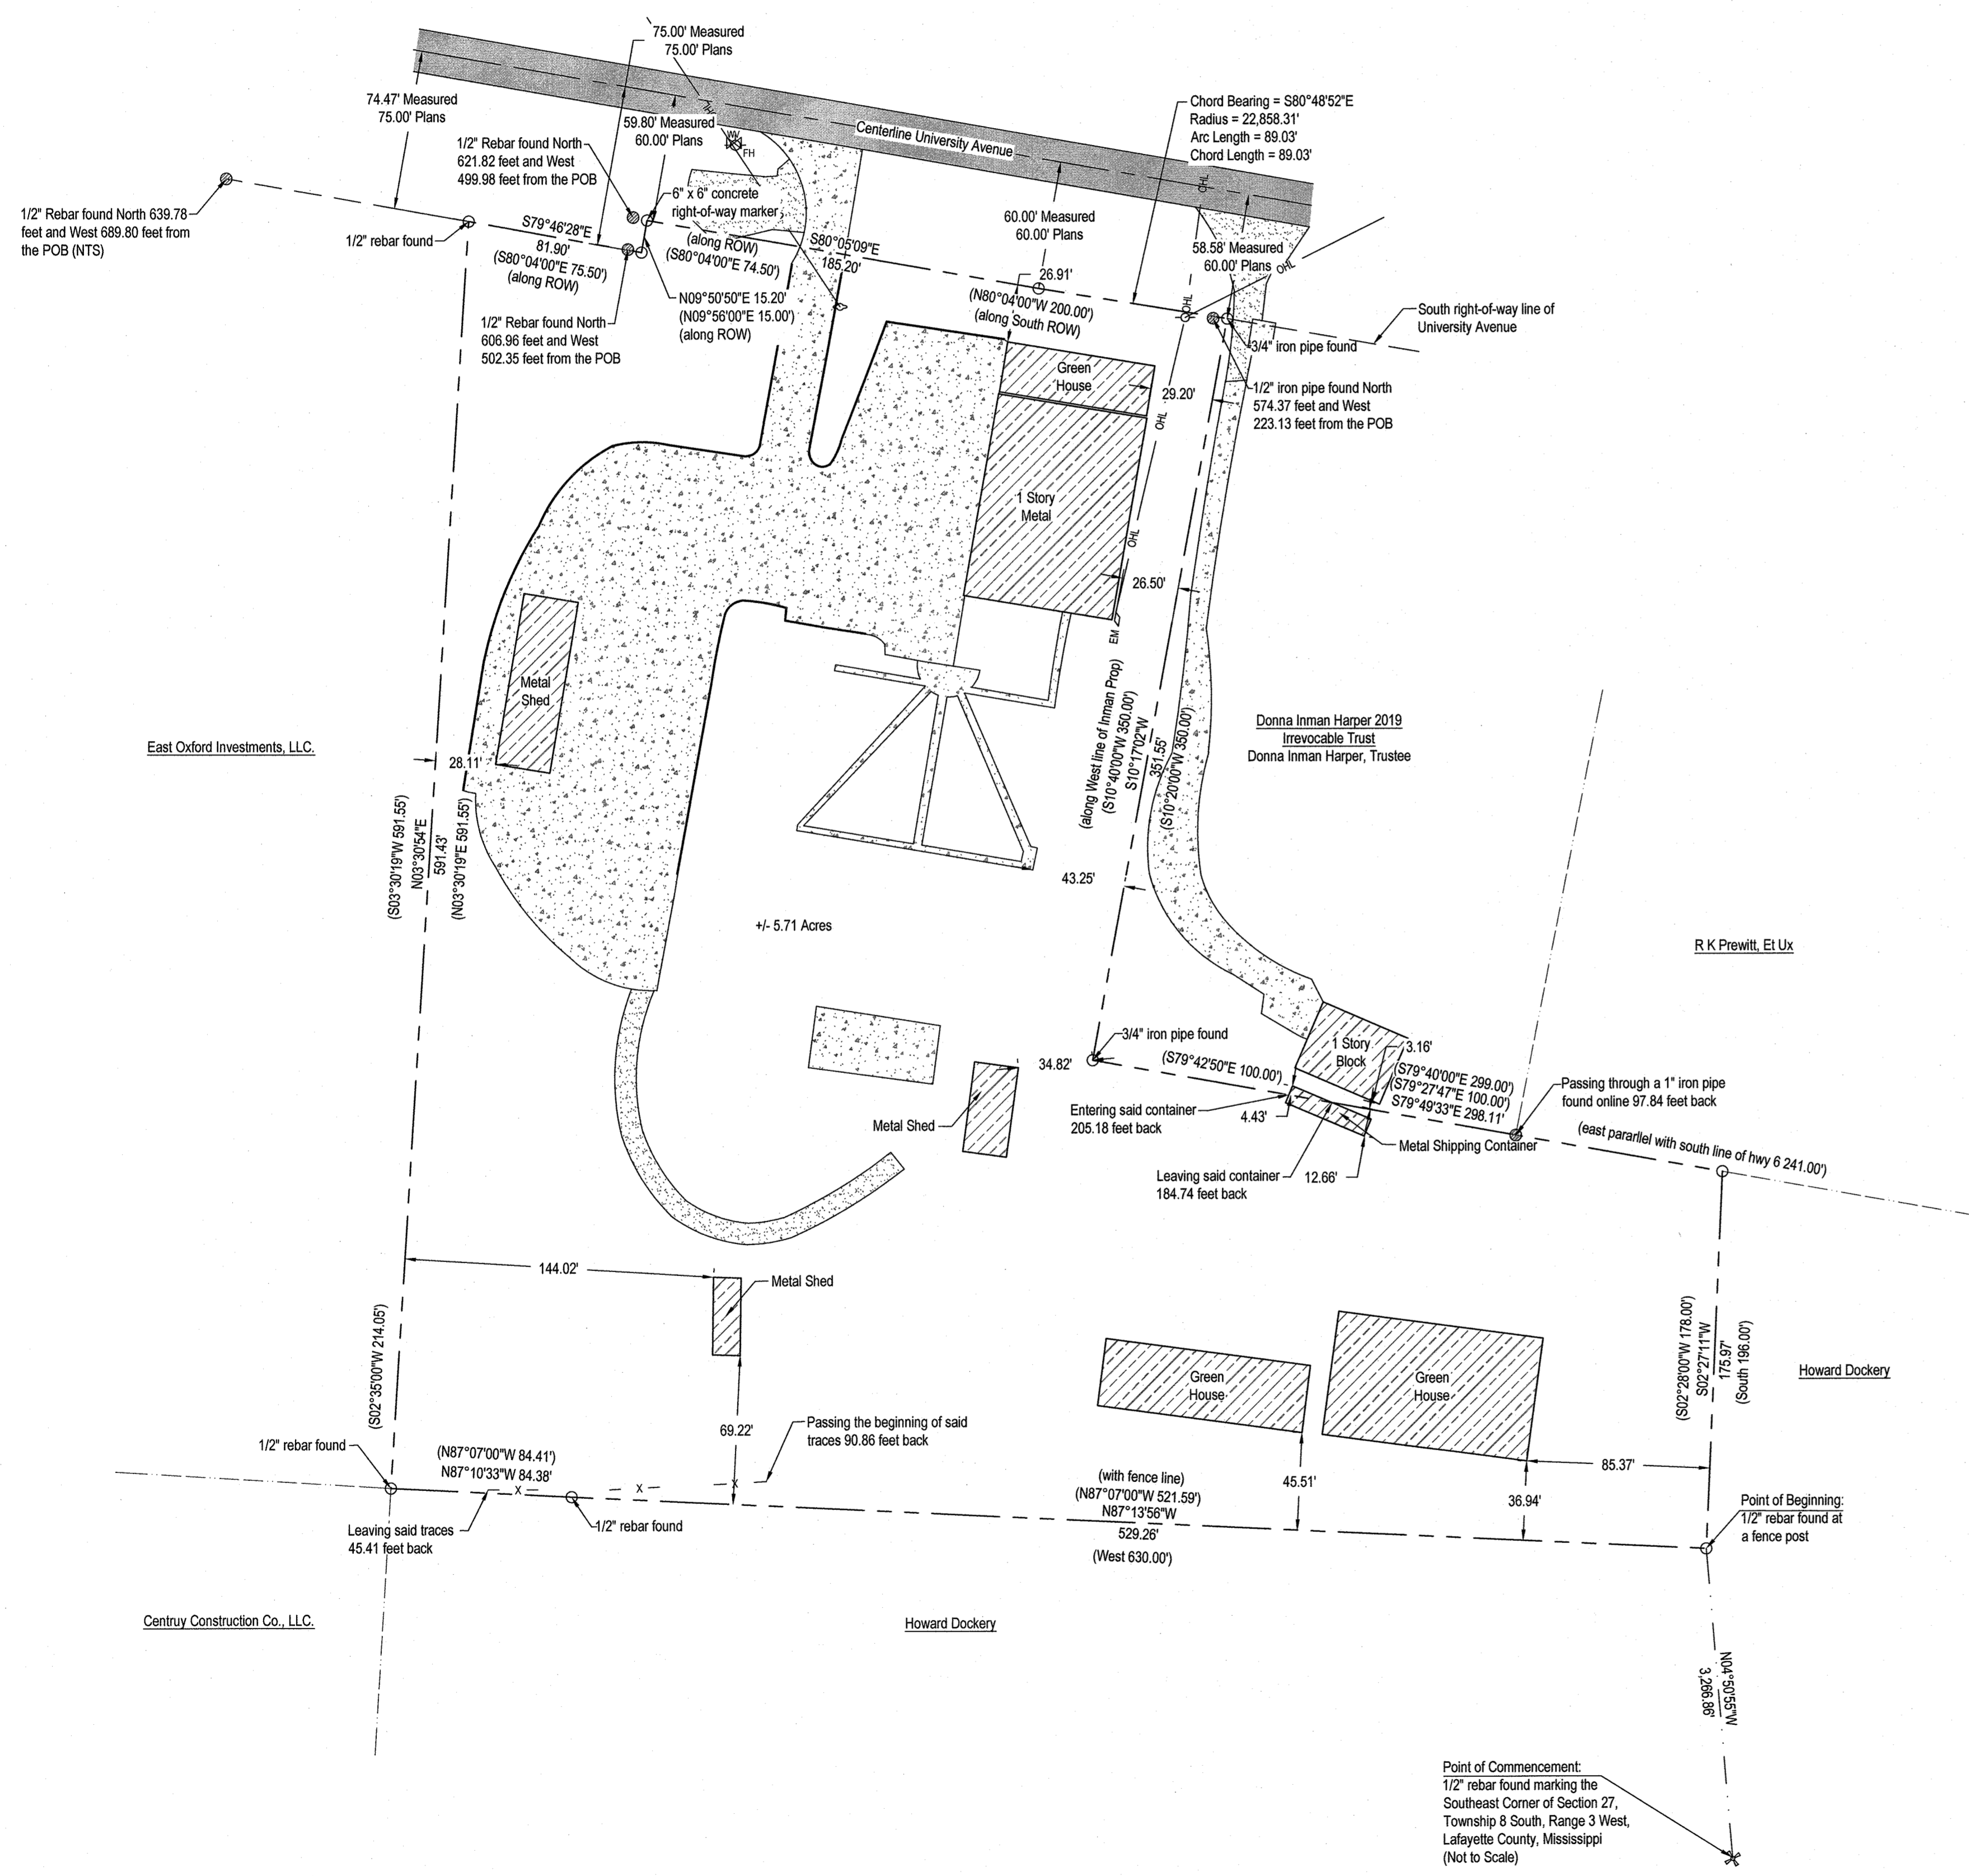 75.00' Measured
75.00' Plans
74.47' Measured
75.00' Plans
59.80' Measured
60.00' Plans
WV
FH
Centerline University Avenue
Chord Bearing = S80°48'52"E
Radius = 22,858.31'
Arc Length = 89.03'
Chord Length = 89.03'
OHL
1/2" Rebar found North
621.82 feet and West
499.98 feet from the POB
6" x 6" concrete
right-of-way marker
1/2" Rebar found North 639.78
feet and West 689.80 feet from
the POB (NTS)
1/2" rebar found
S79°46'28"E
81.90'
(S80°04'00"E 75.50')
(along ROW)
(along ROW)
(S80°04'00"E 74.50')
S80°05'09"E
185.20'
60.00' Measured
60.00' Plans
58.58' Measured
60.00' Plans
OHL
26.91'
(N80°04'00"W 200.00')
(along South ROW)
OHL
N09°50'50"E 15.20'
(N09°56'00"E 15.00')
(along ROW)
1/2" Rebar found North
606.96 feet and West
502.35 feet from the POB
South right-of-way line of
University Avenue
3/4" iron pipe found
1/2" iron pipe found North
574.37 feet and West
223.13 feet from the POB
Green
House
29.20'
OHL
1 Story
Metal
OHL
26.50'
EM
Metal
Shed
28.11'
East Oxford Investments, LLC.
(S03°30'19"W 591.55')
N03°30'54"E
591.43'
(N03°30'19"E 591.55')
(along West line of Inman Prop)
(S10°40'00"W 350.00')
S10°17'02"W
351.55'
(S10°20'00"W 350.00')
Donna Inman Harper 2019
Irrevocable Trust
Donna Inman Harper, Trustee
43.25'
+/- 5.71 Acres
R K Prewitt, Et Ux
3/4" iron pipe found
34.82'
(S79°42'50"E 100.00')
1 Story
Block
3.16'
(S79°40'00"E 299.00')
(S79°27'47"E 100.00')
S79°49'33"E 298.11'
Passing through a 1" iron pipe
found online 97.84 feet back
Metal Shed
Entering said container
205.18 feet back
4.43'
Metal Shipping Container
(east pararllel with south line of hwy 6 241.00')
Leaving said container
184.74 feet back
12.66'
144.02'
Metal Shed
(S02°35'00"W 214.05')
69.22'
Passing the beginning of said
traces 90.86 feet back
Green
House
Green
House
(S02°28'00"W 178.00')
S02°27'11"W
175.97'
(South 196.00')
Howard Dockery
1/2" rebar found
(N87°07'00"W 84.41')
N87°10'33"W 84.38'
X
X
X
Leaving said traces
45.41 feet back
1/2" rebar found
(with fence line)
(N87°07'00"W 521.59')
N87°13'56"W
529.26'
(West 630.00')
45.51'
36.94'
85.37'
Point of Beginning:
1/2" rebar found at
a fence post
Centruy Construction Co., LLC.
Howard Dockery
N04°50'55"W
3,266.86'
Point of Commencement:
1/2" rebar found marking the
Southeast Corner of Section 27,
Township 8 South, Range 3 West,
Lafayette County, Mississippi
(Not to Scale)